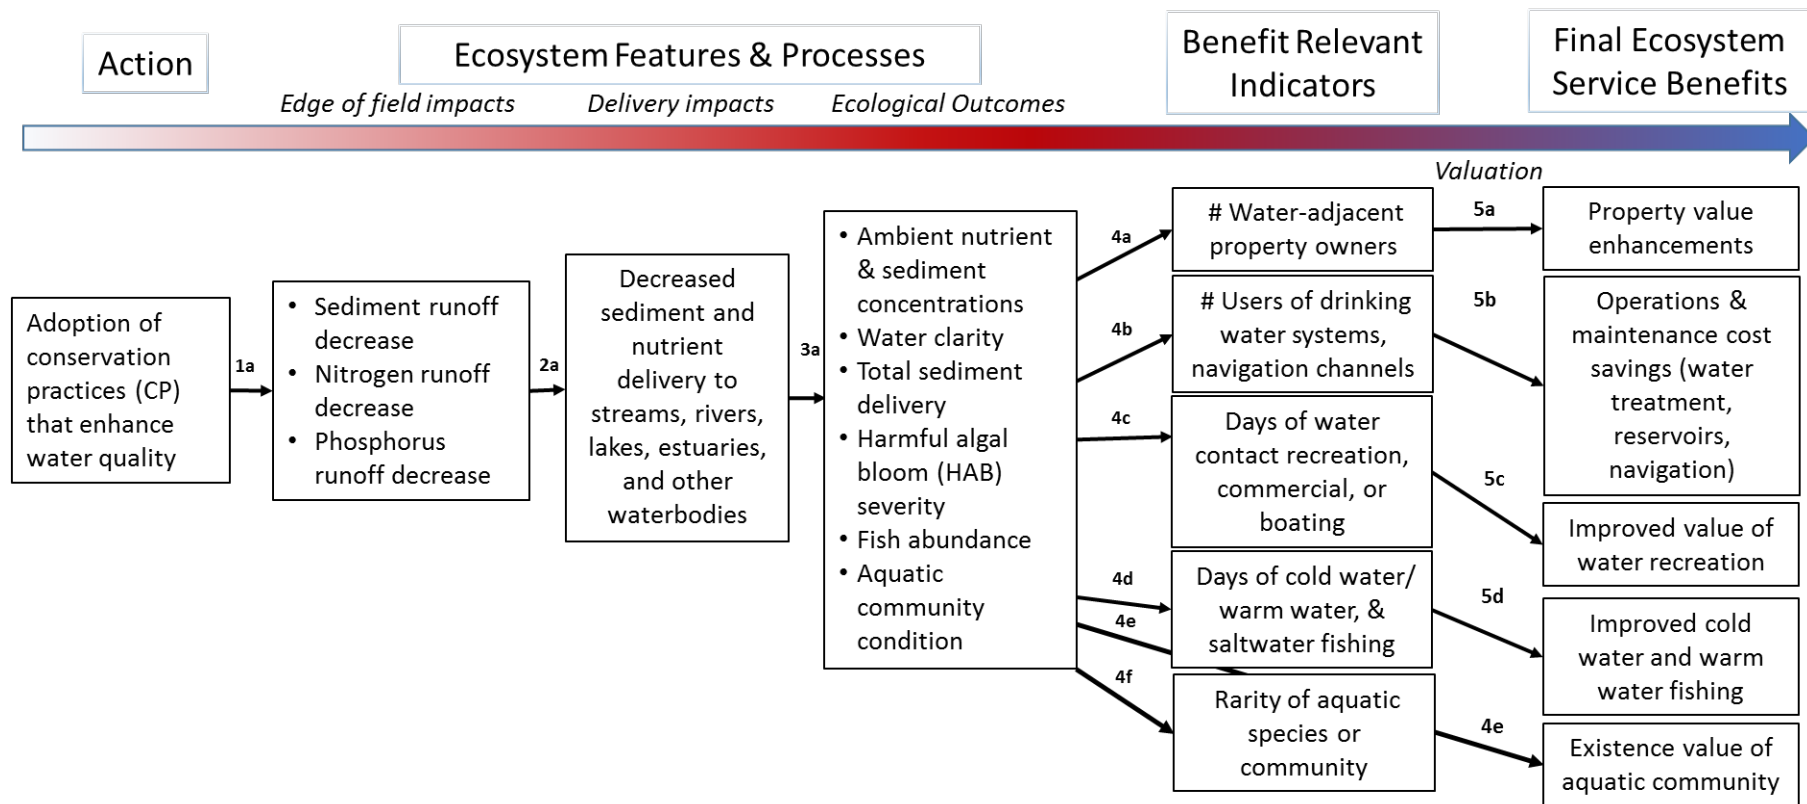 Action
Ecosystem Features & Processes
Benefit Relevant
Indicators
Final Ecosystem
Service Benefits
Edge of field impacts
Delivery impacts
Ecological Outcomes
Valuation
Adoption of
conservation
practices (CP)
that enhance
water quality
1a
• Sediment runoff
decrease
• Nitrogen runoff
decrease
• Phosphorus
runoff decrease
2a
Decreased
sediment and
nutrient
delivery to
streams, rivers,
lakes, estuaries,
and other
waterbodies
3a
• Ambient nutrient
& sediment
concentrations
• Water clarity
• Total sediment
delivery
• Harmful algal
bloom (HAB)
severity
• Fish abundance
• Aquatic
community
condition
4a
4b
4c
4d
4e
4f
# Water-adjacent
property owners
# Users of drinking
water systems,
navigation channels
Days of water
contact recreation,
commercial, or
boating
Days of cold water/
warm water, &
saltwater fishing
Rarity of aquatic
species or
community
5a
5b
5c
5d
4e
Property value
enhancements
Operations &
maintenance cost
savings (water
treatment,
reservoirs,
navigation)
Improved value of
water recreation
Improved cold
water and warm
water fishing
Existence value of
aquatic community